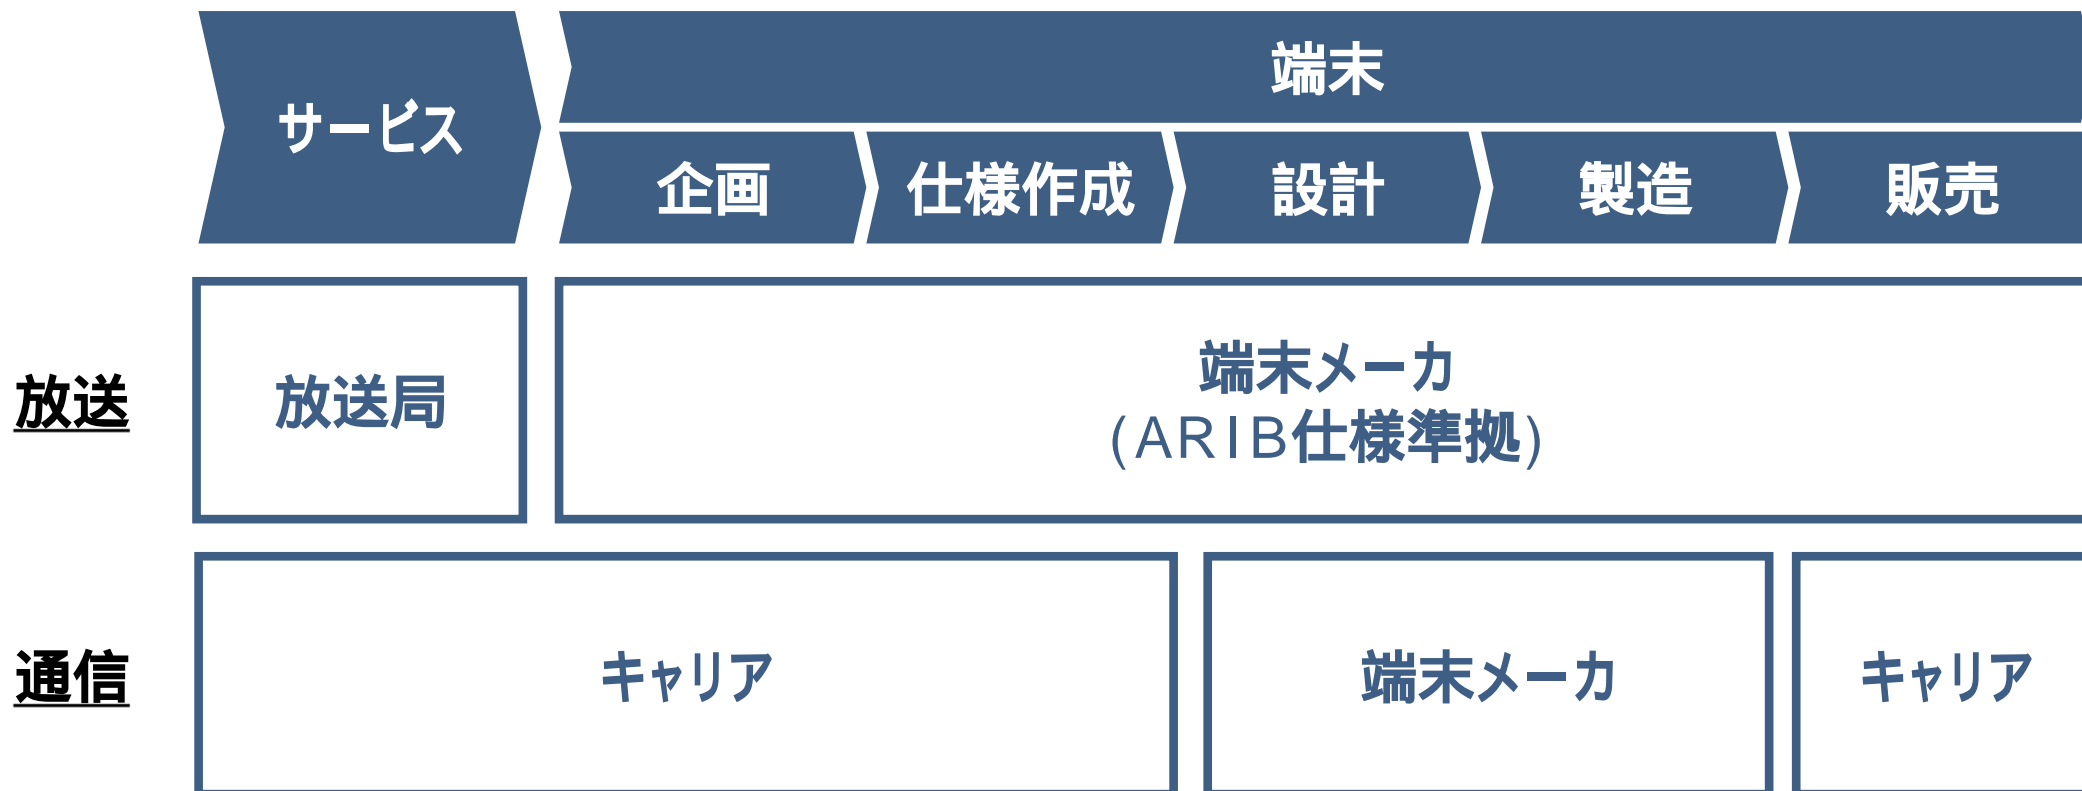 サービス
端末
企画
仕様作成
設計
製造
販売
放送
放送局
端末メーカ
(ARIB仕様準拠)
通信
キャリア
端末メーカ
キャリア